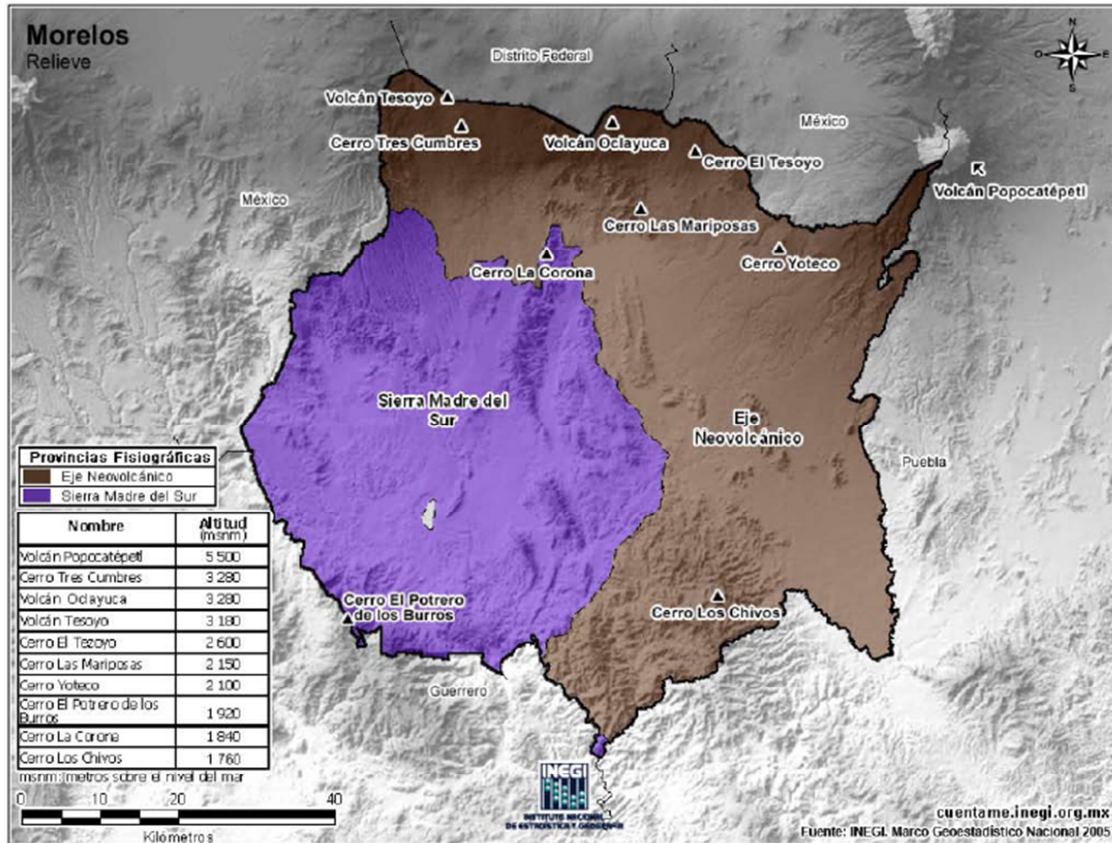 Morelos
Relieve
Distrito Federal
N
O E
S
Volcán Tesoyo
Cerro Tres Cumbres
Volcán Oclayuca
México
Cerro El Tesoyo
Volcán Popocatépetl
México
Cerro Las Mariposas
Cerro Yoteco
Cerro La Corona
Sierra Madre del
Sur
Eje
Neovolcánico
Puebla
Provincias Fisiográficas
Eje Neovolcánico
Sierra Madre del Sur
Nombre Altitud
(msnm)
Volcán Popocatépetl 5 500
Cerro Tres Cumbres 3 280
Volcán Oclayuca 3 280
Volcán Tesoyo 3 180
Cerro El Tezoyo 2 600
Cerro Las Mariposas 2 150
Cerro Yoteco 2 100
Cerro El Potrero de los
Burros 1 920
Cerro La Corona 1 840
Cerro Los Chivos 1 760
msnm: metros sobre el nivel del mar
Cerro El Potrero
de los Burros
Cerro Los Chivos
Guerrero
0 10 20 40
Kilómetros
INEGI
INSTITUTO NACIONAL
DE ESTADÍSTICA Y GEOGRAFÍA
cuentame.inegi.org.mx
Fuente: INEGI. Marco Geoestadístico Nacional 2005